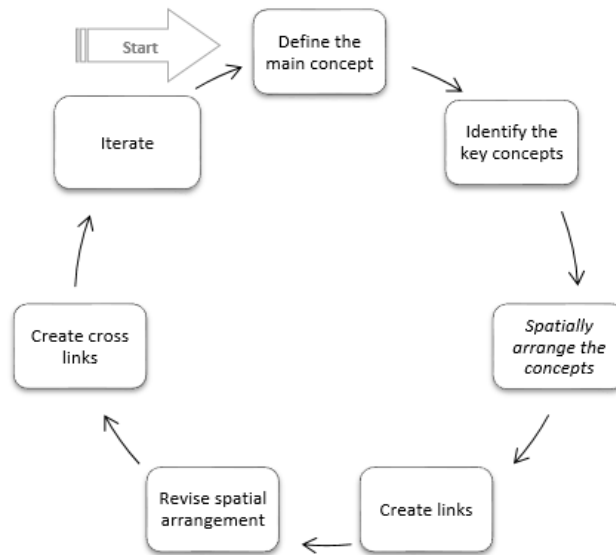 Start
Define the
main concept
Identify the
key concepts
Spatially
arrange the
concepts
Create links
Revise spatial
arrangement
Create cross
links
Iterate